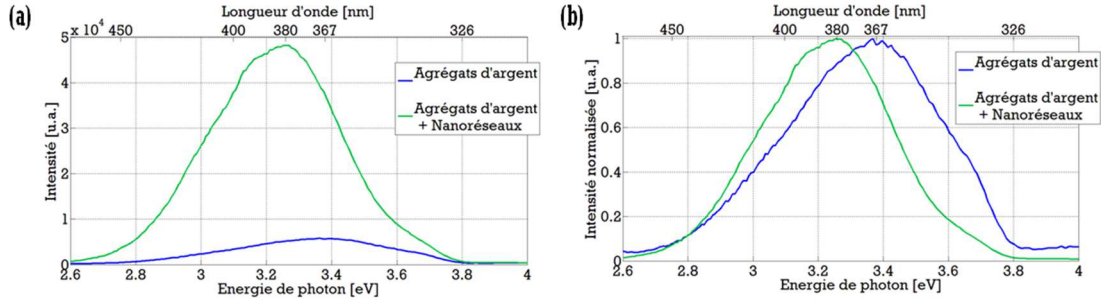 (a)
Longueur d'onde [nm]
x 10⁴ 450 400 380 367 326
5
4
3
2
1
0
Intensité [u.a.]
Agrégats d'argent
Agrégats d'argent
+ Nanoréseaux
2.6 2.8 3 3.2 3.4 3.6 3.8 4
Energie de photon [eV]
(b)
Longueur d'onde [nm]
450 400 380 367 326
1
0.8
0.6
0.4
0.2
0
Intensité normalisée [u.a.]
Agrégats d'argent
Agrégats d'argent
+ Nanoréseaux
2.6 2.8 3 3.2 3.4 3.6 3.8 4
Energie de photon [eV]